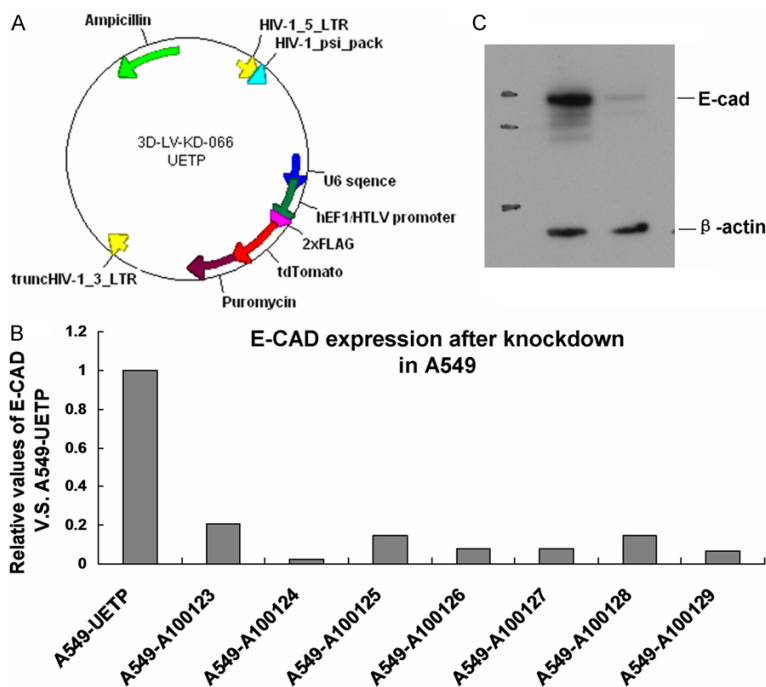 A
Ampicillin
HIV-1_5_LTR
HIV-1_psi_pack
3D-LV-KD-066
UETP
U6 sqence
hEF1/HTLV promoter
2xFLAG
tdTomato
Puromycin
truncHIV-1_3_LTR
C
E-cad
β-actin
B
E-CAD expression after knockdown
in A549
Relative values of E-CAD
V.S. A549-UETP
1.2
1
0.8
0.6
0.4
0.2
0
A549-UETP
A549-A100123
A549-A100124
A549-A100125
A549-A100126
A549-A100127
A549-A100128
A549-A100129